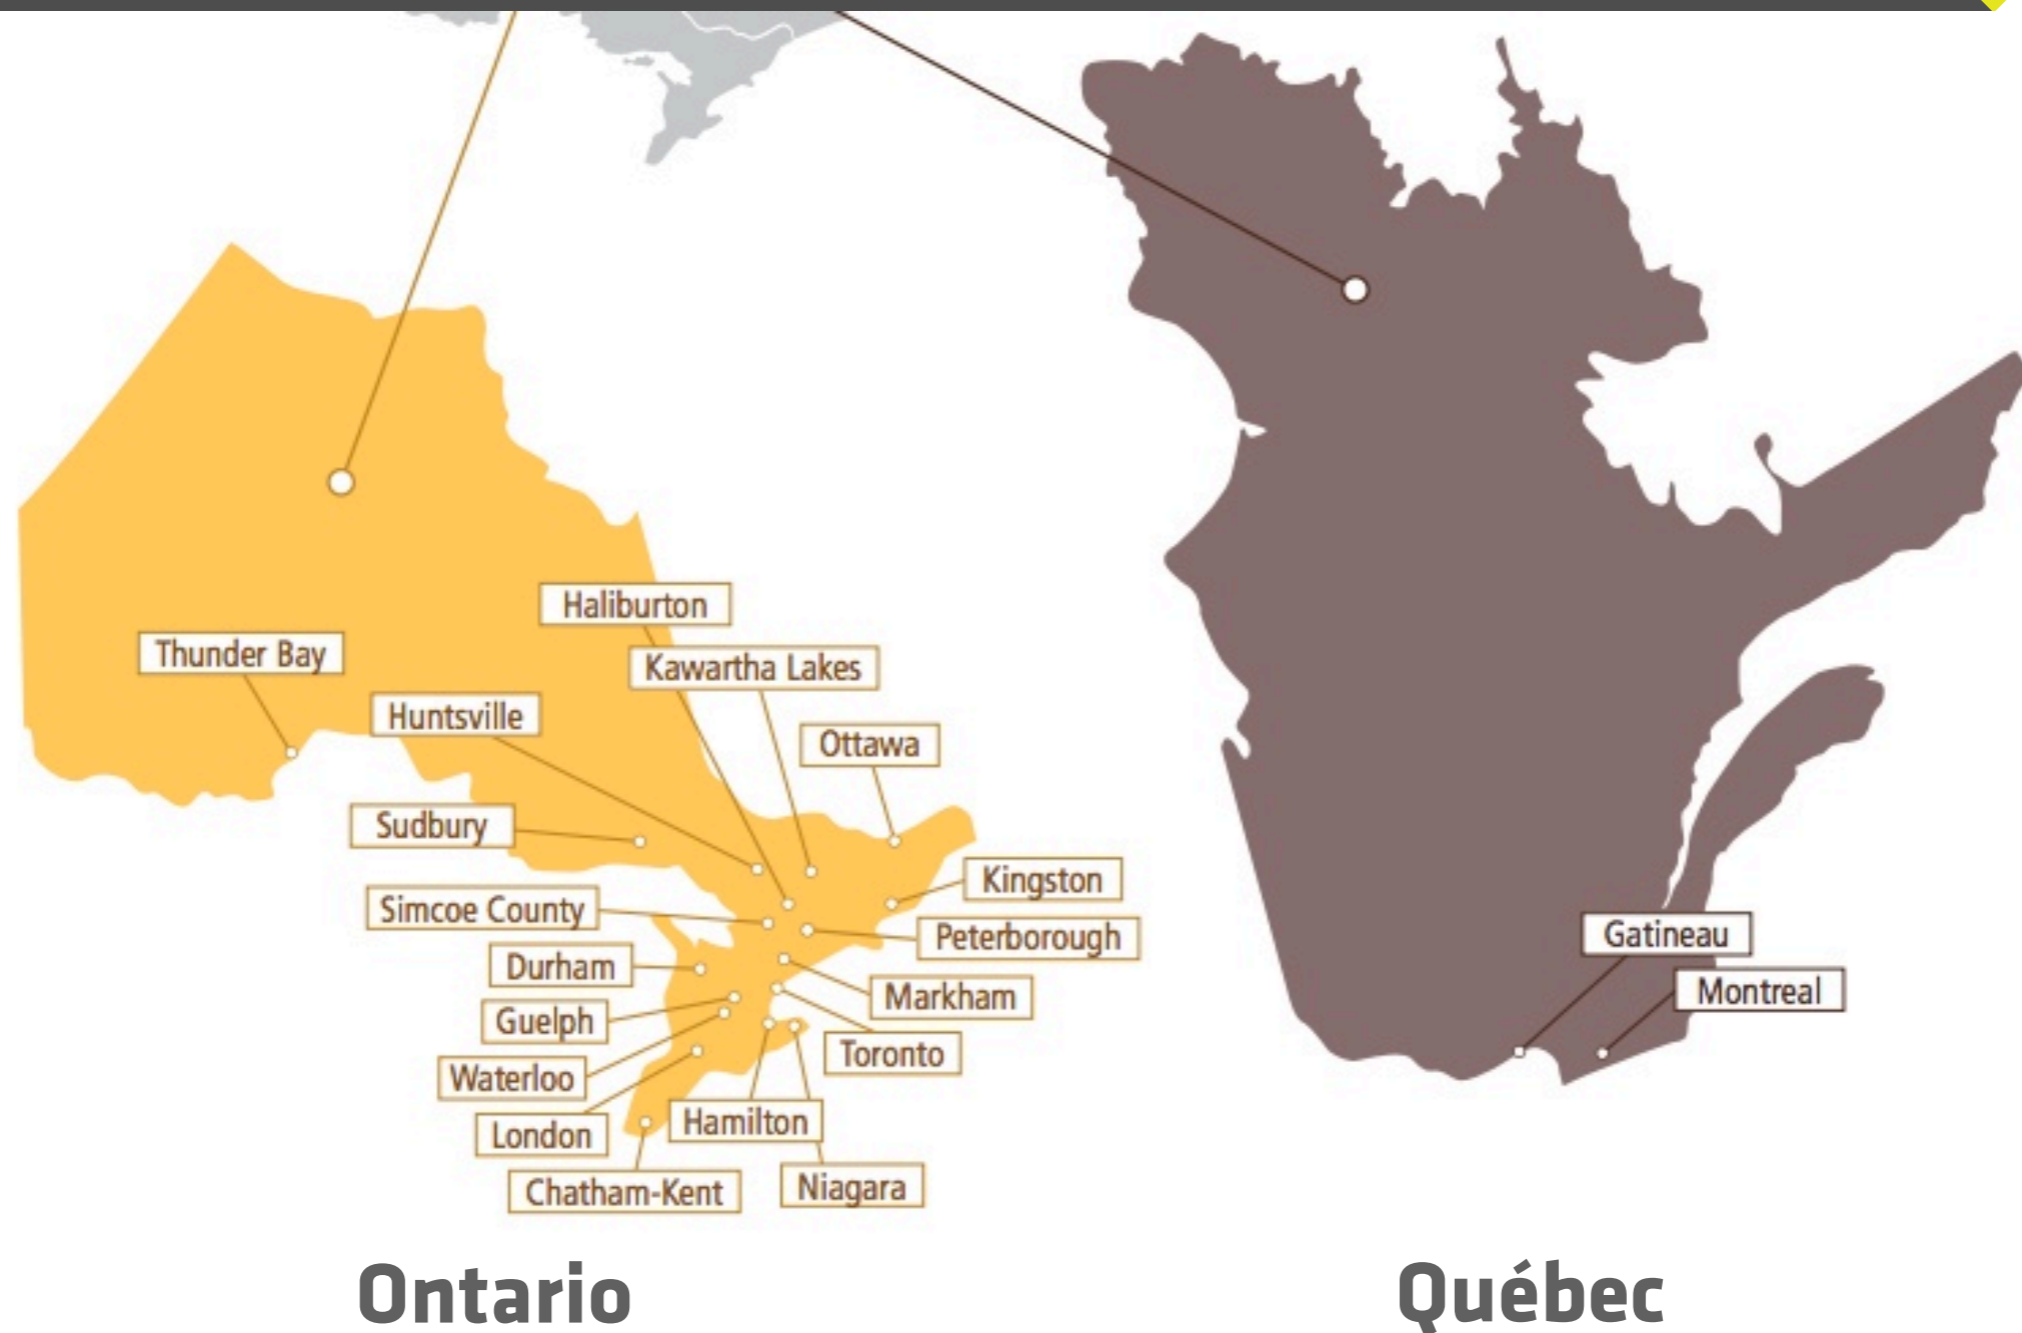 Haliburton
Thunder Bay
Kawartha Lakes
Huntsville
Ottawa
Sudbury
Kingston
Simcoe County
Peterborough
Durham
Markham
Guelph
Toronto
Waterloo
Hamilton
London
Chatham-Kent
Niagara
Ontario
Gatineau
Montreal
Québec